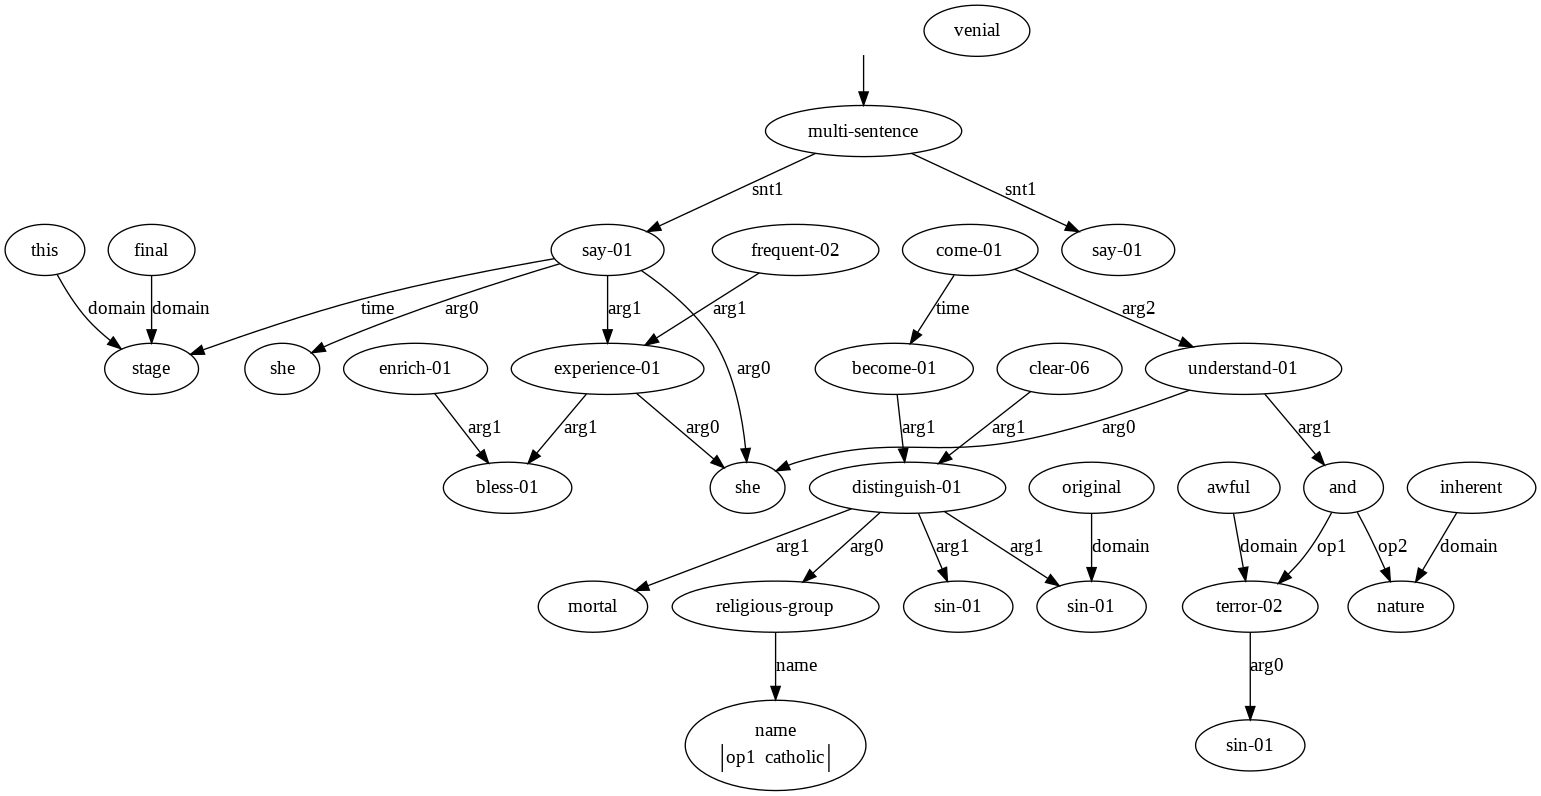 venial
multi-sentence
snt1 snt1
this final say-01 frequent-02 come-01 say-01
domain domain time arg0 arg1 arg1 time arg2
stage she enrich-01 experience-01 become-01 clear-06 understand-01
arg0
arg1 arg1 arg0 arg1 arg1 arg0 arg1
bless-01 she distinguish-01 original awful and inherent
arg1 arg0 arg1 arg1 domain domain op1 op2 domain
mortal religious-group sin-01 sin-01 terror-02 nature
name arg0
name
op1 catholic
sin-01